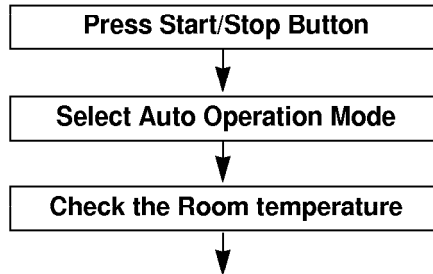 Press Start/Stop Button
Select Auto Operation Mode
Check the Room temperature